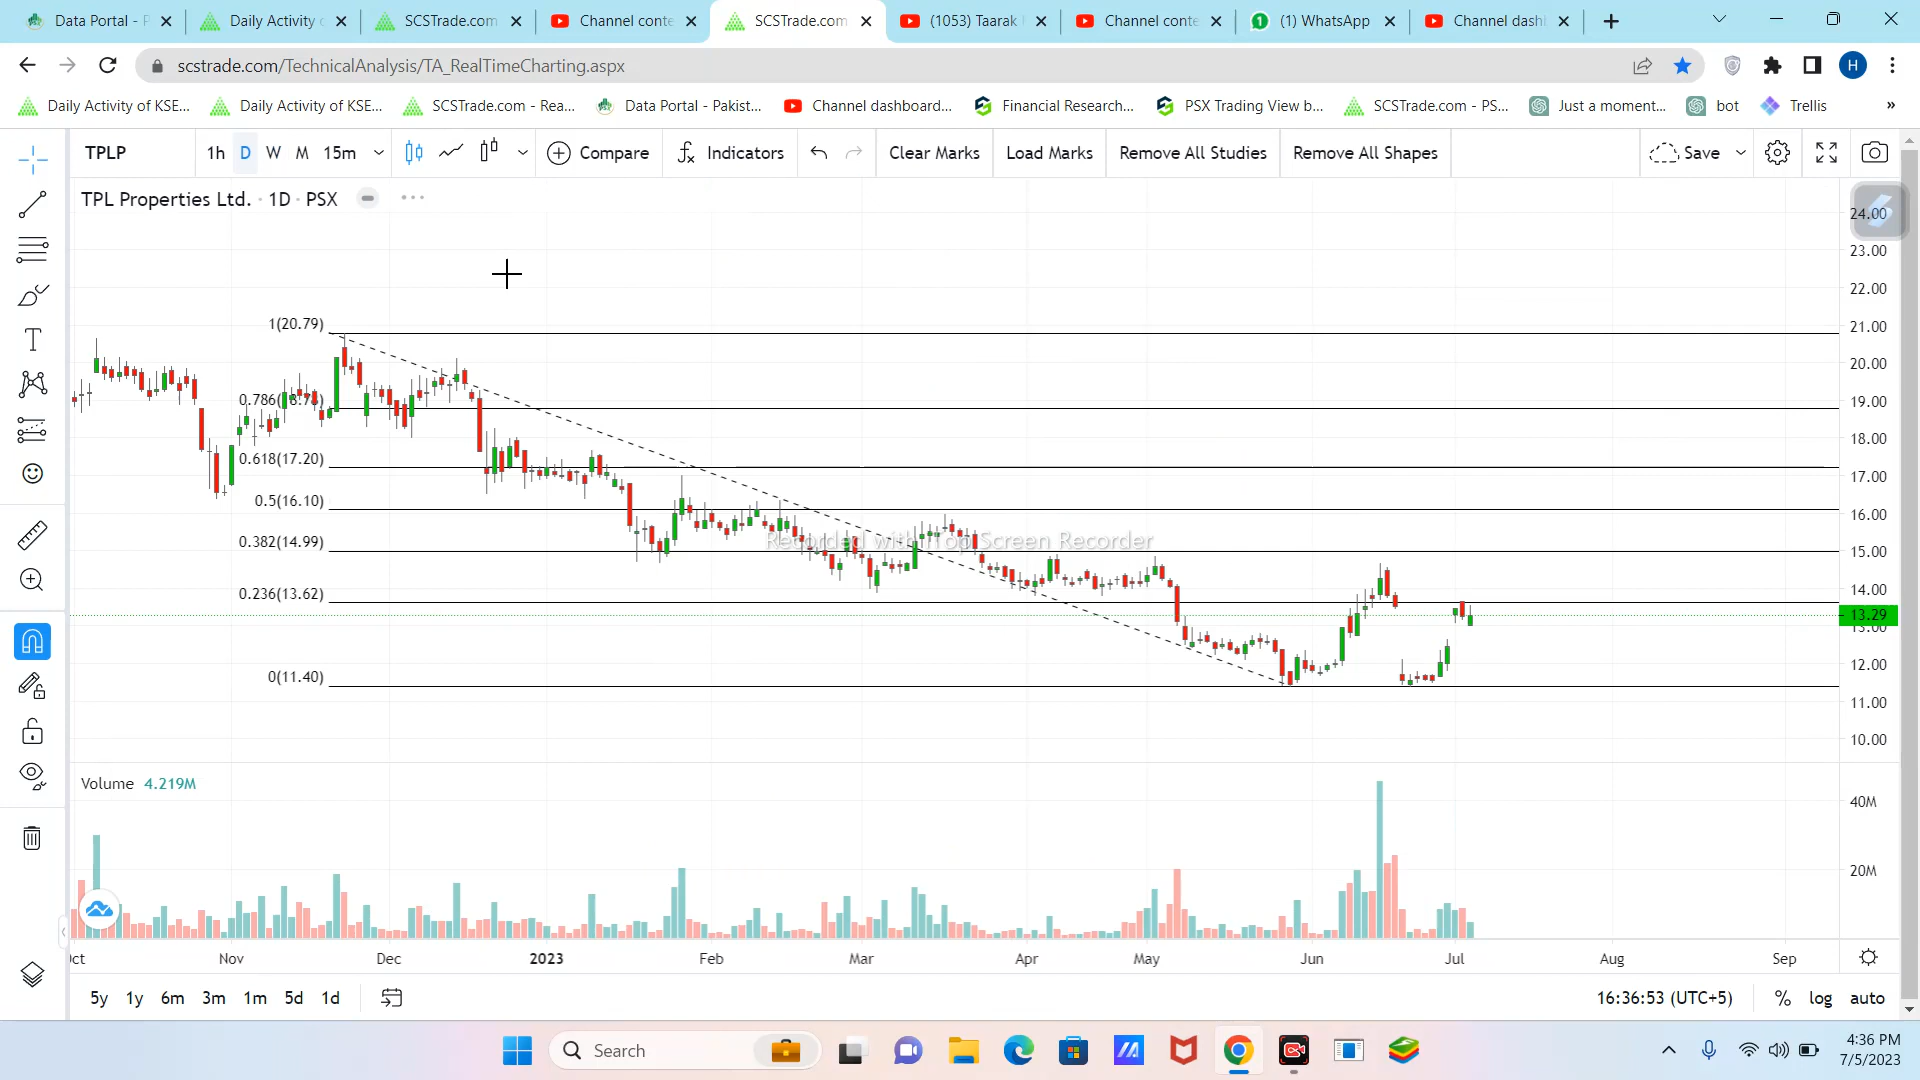 Data Portal - P
Daily Activity o
SCSTrade.com
Channel conte
SCSTrade.com
(1053) Taarak
Channel conte
(1) WhatsApp
Channel dash
scstrade.com/TechnicalAnalysis/TA_RealTimeCharting.aspx
H
Daily Activity of KSE...
Daily Activity of KSE...
SCSTrade.com - Rea...
Data Portal - Pakist...
Channel dashboard...
Financial Research...
PSX Trading View b...
SCSTrade.com - PS...
Just a moment...
bot
Trellis
»
TPLP
1h D W M 15m
Compare
Indicators
Clear Marks
Load Marks
Remove All Studies
Remove All Shapes
Save
TPL Properties Ltd. · 1D · PSX
24.00
23.00
22.00
21.00
20.00
19.00
18.00
17.00
16.00
15.00
14.00
13.29
13.00
12.00
11.00
10.00
1(20.79)
0.618(17.20)
0.5(16.10)
0.382(14.99)
0.236(13.62)
0(11.40)
Recorded with iTop Screen Recorder
Volume 4.219M
40M
20M
Nov Dec 2023 Feb Mar Apr May Jun Jul Aug Sep
5y 1y 6m 3m 1m 5d 1d
16:36:53 (UTC+5) % log auto
Search
4:36 PM
7/5/2023